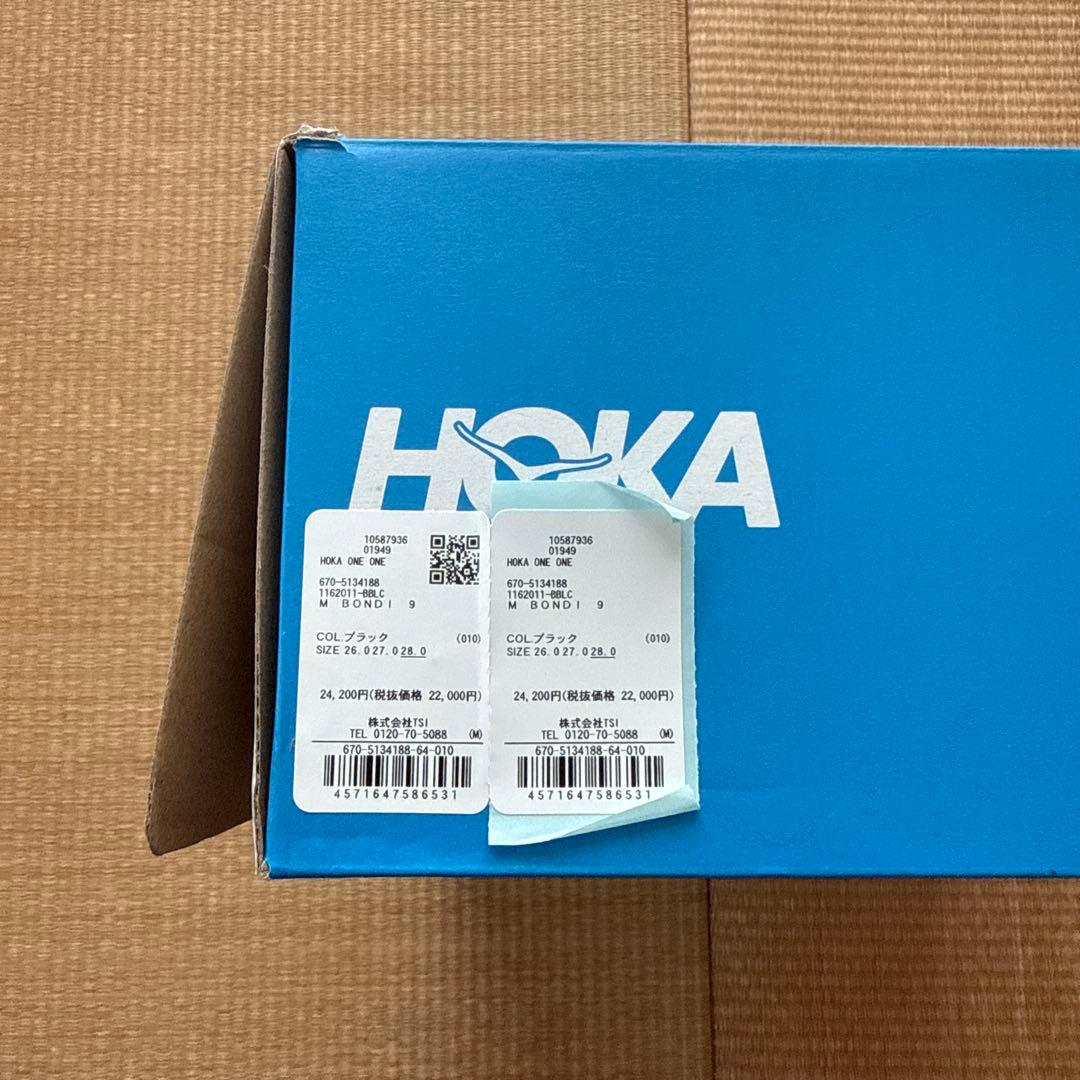 HOKA
10587936
01949
HOKA ONE ONE
670-5134188
1162011-BBLC
M BONDI 9
COL.ブラック (010)
SIZE 26.0 27.0 28.0
24,200円(税抜価格 22,000円)
株式会社TSI
TEL 0120-70-5088 (M)
670-5134188-64-010
4571647586531
10587936
01949
HOKA ONE ONE
670-5134188
1162011-BBLC
M BONDI 9
COL.ブラック (010)
SIZE 26.0 27.0 28.0
24,200円(税抜価格 22,000円)
株式会社TSI
TEL 0120-70-5088 (M)
670-5134188-64-010
4571647586531